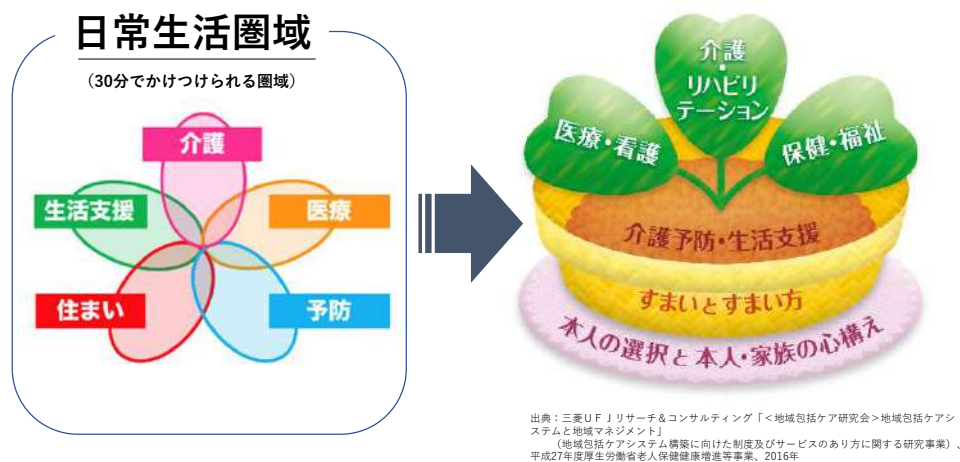 日常生活圏域
（30分でかけつけられる圏域）
介護
生活支援
医療
住まい
予防
介護
・
リハビリ
テーション
医療・看護
保健・福祉
介護予防・生活支援
すまいとすまい方
本人の選択と本人・家族の心構え
出典：三菱ＵＦＪリサーチ＆コンサルティング「＜地域包括ケア研究会＞地域包括ケアシ
ステムと地域マネジメント」
（地域包括ケアシステム構築に向けた制度及びサービスのあり方に関する研究事業）、
平成27年度厚生労働省老人保健健康増進等事業、2016年